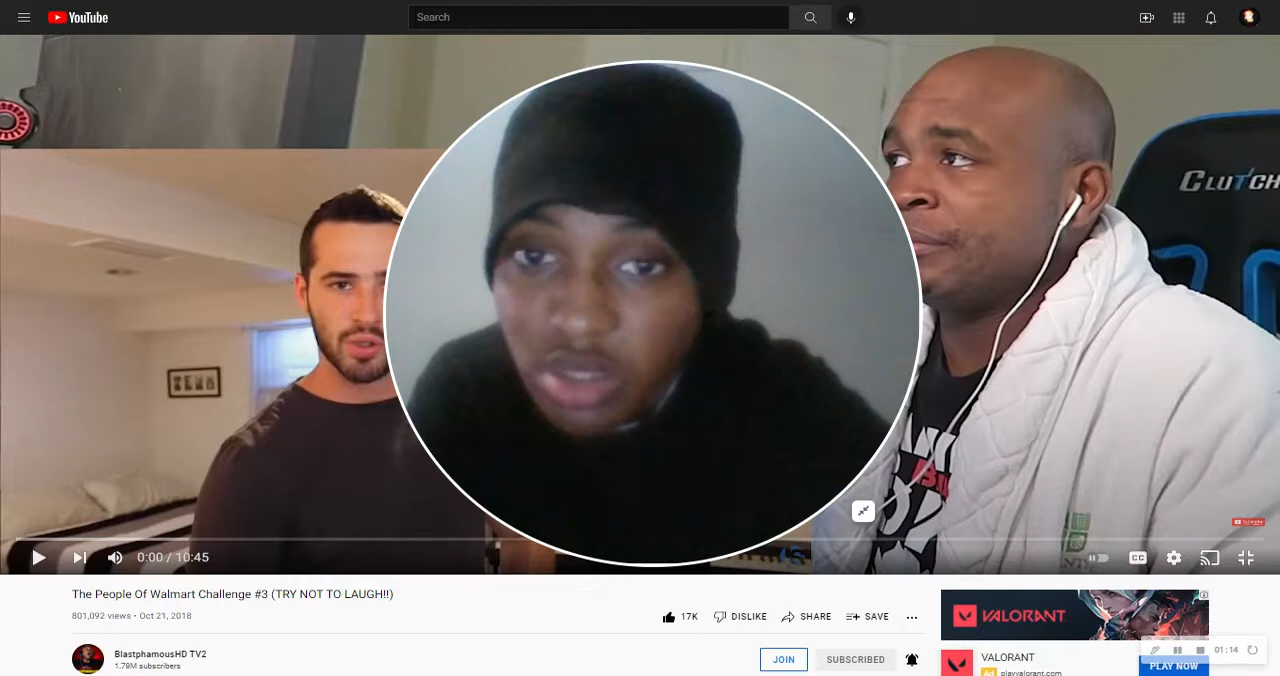 YouTube
Search
CLUTCH
0:00 / 10:45
CC
The People Of Walmart Challenge #3 (TRY NOT TO LAUGH!!)
801,092 views • Oct 21, 2018
17K
DISLIKE
SHARE
SAVE
BlastphamousHD TV2
1.79M subscribers
JOIN
SUBSCRIBED
VALORANT
VALORANT
Ad
playvalorant.com
PLAY NOW
01:14